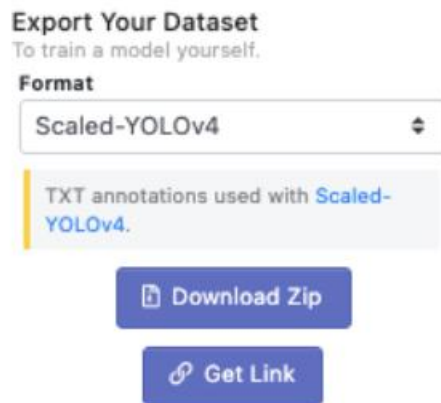 Export Your Dataset
To train a model yourself.
Format
Scaled-YOLOv4
TXT annotations used with Scaled-
YOLOv4.
Download Zip
Get Link